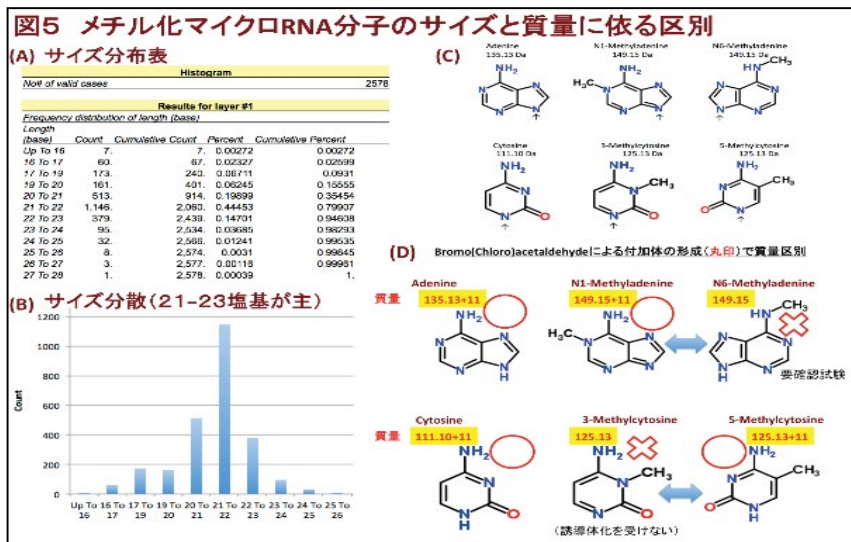 図5 メチル化マイクロRNA分子のサイズと質量に依る区別
(A) サイズ分布表
Histogram
No# of valid cases 2578
Results for layer #1
Frequency distribution of length (base)
Length
(base) Count Cumulative Count Percent Cumulative Percent
Up To 16 7. 7. 0.00272 0.00272
16 To 17 60. 67. 0.02327 0.02599
17 To 19 173. 240. 0.06711 0.0931
19 To 20 161. 401. 0.06245 0.15555
20 To 21 513. 914. 0.19899 0.35454
21 To 22 1,146. 2,060. 0.44453 0.79907
22 To 23 379. 2,439. 0.14701 0.94608
23 To 24 95. 2,534. 0.03685 0.98293
24 To 25 32. 2,566. 0.01241 0.99535
25 To 26 8. 2,574. 0.0031 0.99845
26 To 27 3. 2,577. 0.00116 0.99961
27 To 28 1. 2,578. 0.00039 1.
(B) サイズ分散(21-23塩基が主)
Count
1200
1000
800
600
400
200
0
Up To 16 To 17 To 19 To 20 To 21 To 22 To 23 To 24 To 25 To
16 17 19 20 21 22 23 24 25 26
(C)
Adenine
135.13 Da
NH2
N
N
N
N
N1-Methyladenine
149.15 Da
NH2
H3C
N
N
N
N
N6-Methyladenine
149.15 Da
HN
CH3
N
N
N
N
Cytosine
111.10 Da
NH2
N
N
O
3-Methylcytosine
125.13 Da
NH2
N
CH3
N
O
5-Methylcytosine
125.13 Da
NH2
CH3
N
N
O
(D) Bromo(Chloro)acetaldehydeによる付加体の形成(丸印)で質量区別
質量
Adenine
135.13+11
NH2
N
N
N
N
H
N1-Methyladenine
149.15+11
NH2
H3C
N
N
N
N
N6-Methyladenine
149.15
HN
CH3
N
N
N
N
H
要確認試験
質量
Cytosine
111.10+11
NH2
N
N
H
O
3-Methylcytosine
125.13
NH2
N
CH3
N
H
O
(誘導体化を受けない)
5-Methylcytosine
125.13+11
NH2
CH3
N
N
H
O